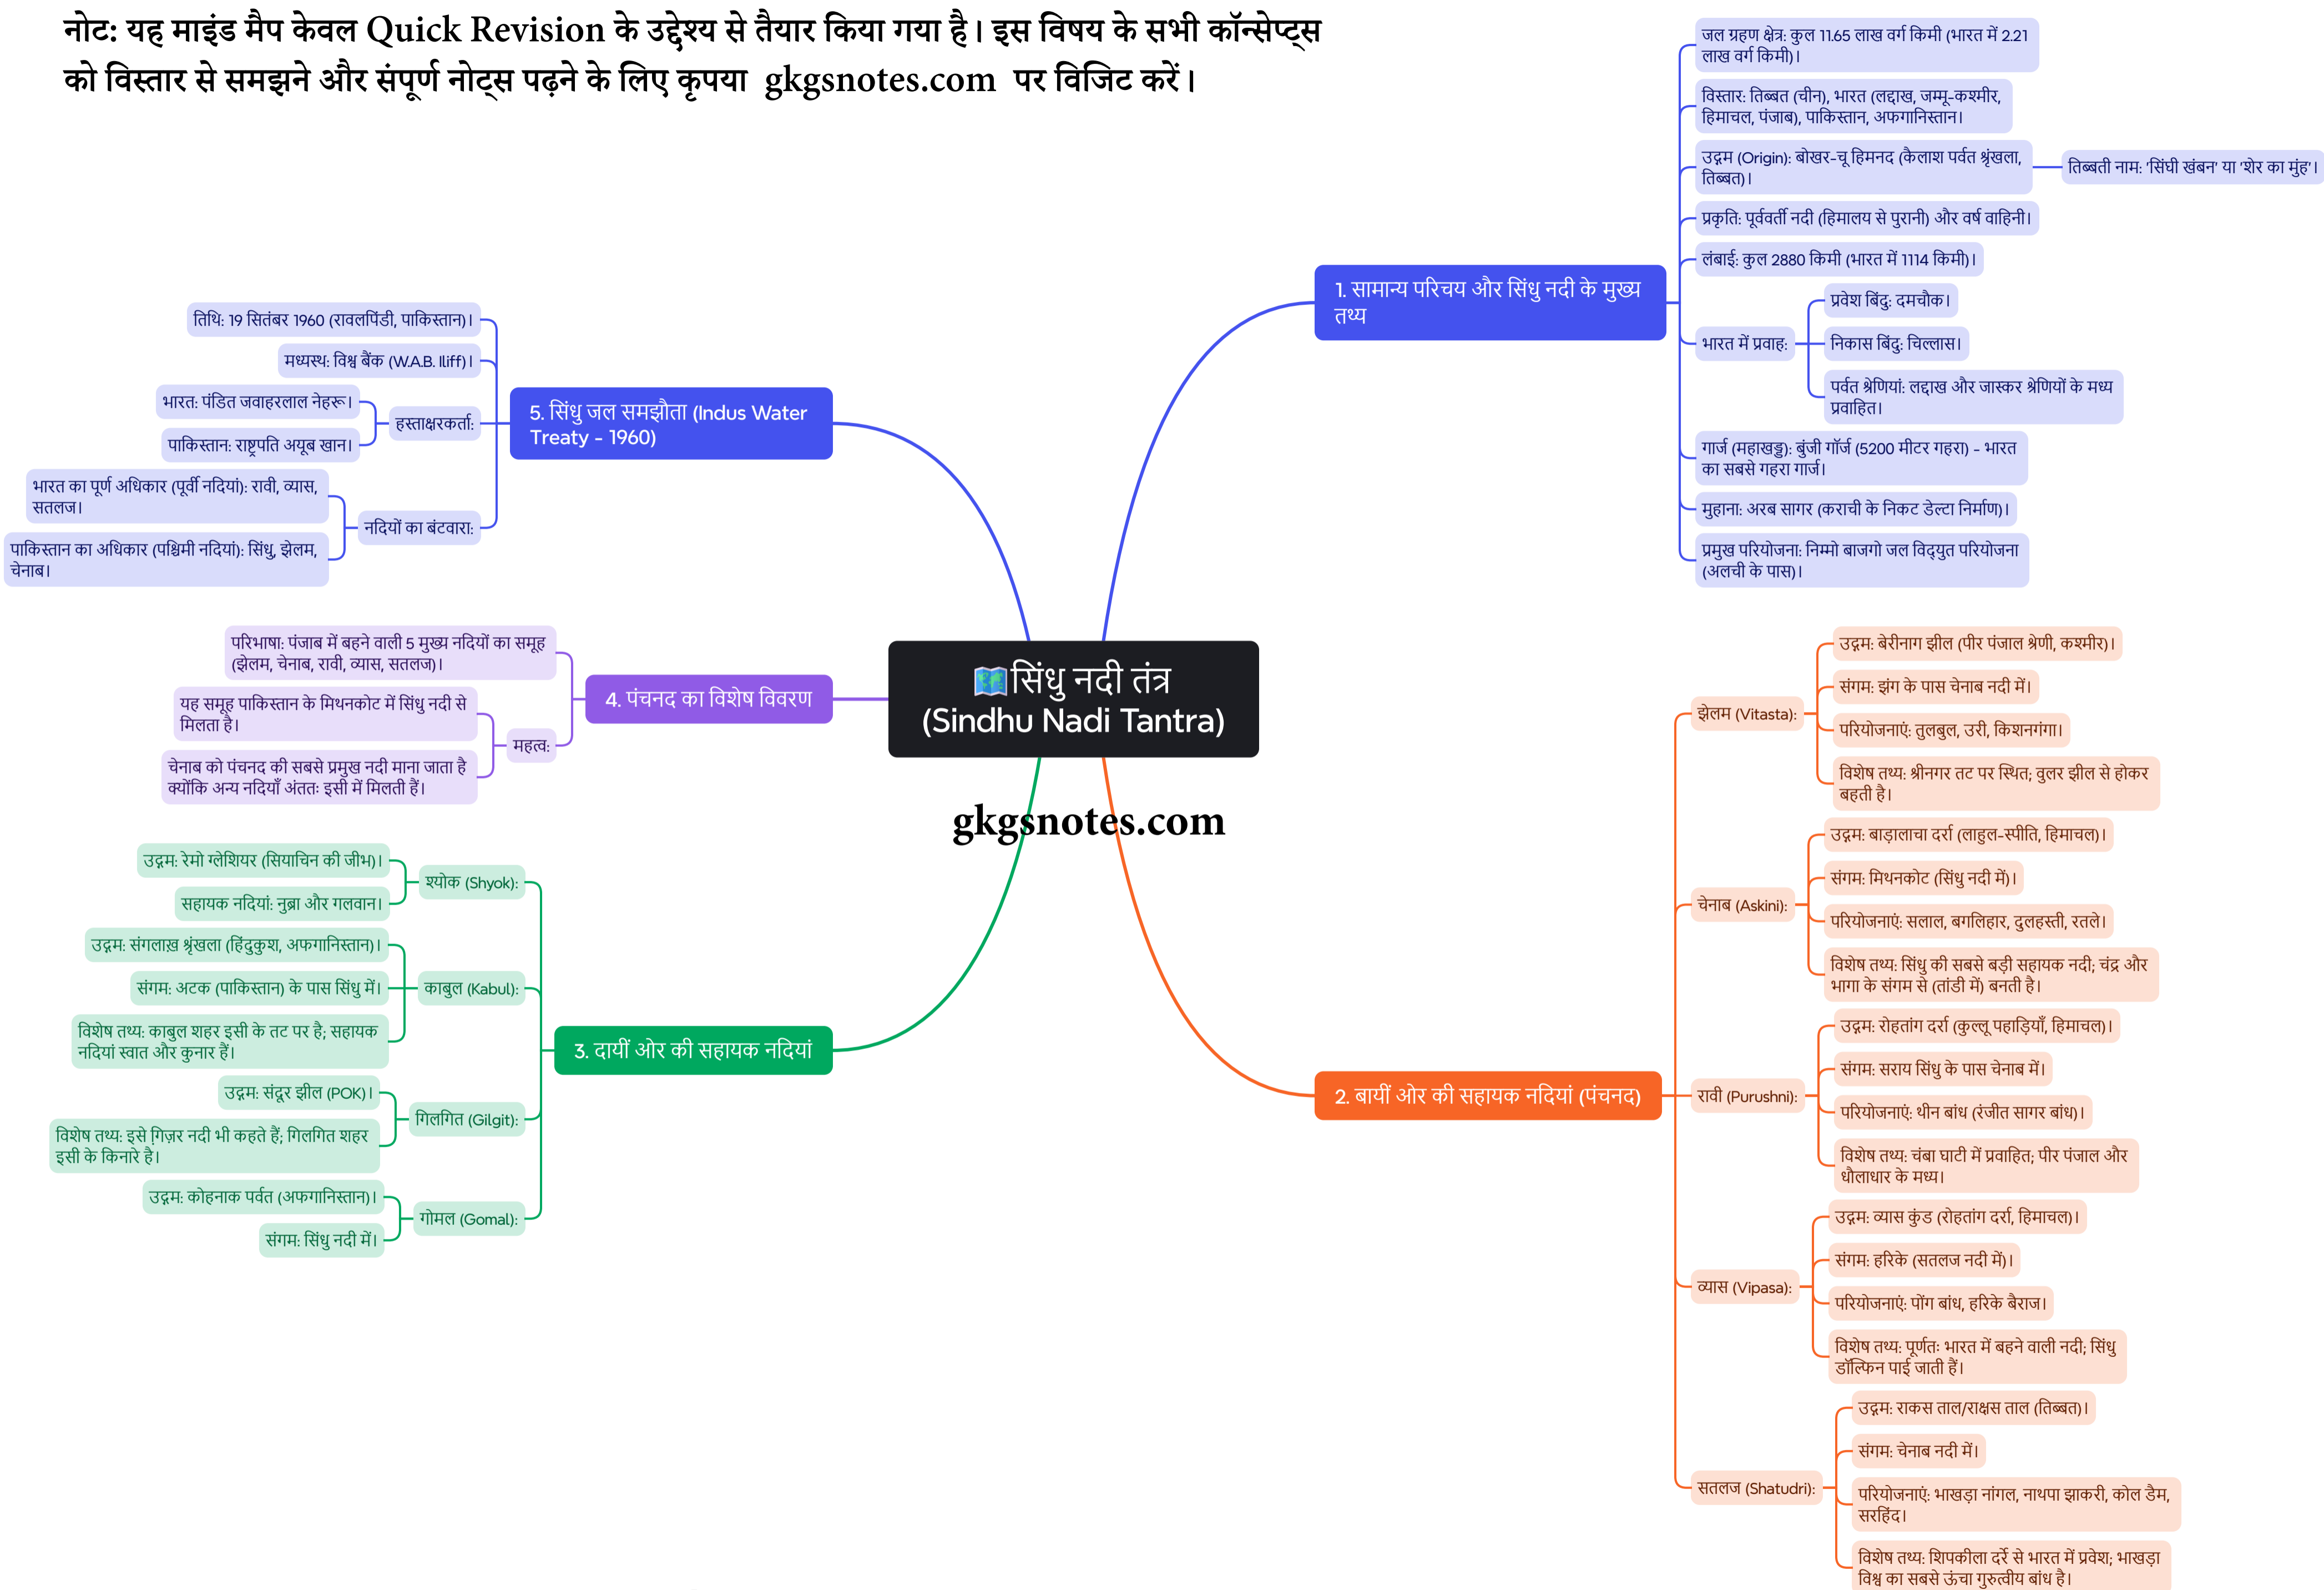 नोट: यह माइंड मैप केवल Quick Revision के उद्देश्य से तैयार किया गया है। इस विषय के सभी कॉन्सेप्ट्स
को विस्तार से समझने और संपूर्ण नोट्स पढ़ने के लिए कृपया gkgsnotes.com पर विजिट करें।
🗺️सिंधु नदी तंत्र
(Sindhu Nadi Tantra)
gkgsnotes.com
1. सामान्य परिचय और सिंधु नदी के मुख्य
तथ्य
जल ग्रहण क्षेत्र: कुल 11.65 लाख वर्ग किमी (भारत में 2.21
लाख वर्ग किमी)।
विस्तार: तिब्बत (चीन), भारत (लद्दाख, जम्मू-कश्मीर,
हिमाचल, पंजाब), पाकिस्तान, अफगानिस्तान।
उद्गम (Origin): बोखर-चू हिमनद (कैलाश पर्वत श्रृंखला,
तिब्बत)।
तिब्बती नाम: 'सिंघी खंबन' या 'शेर का मुंह'।
प्रकृति: पूर्ववर्ती नदी (हिमालय से पुरानी) और वर्ष वाहिनी।
लंबाई: कुल 2880 किमी (भारत में 1114 किमी)।
भारत में प्रवाह:
प्रवेश बिंदु: दमचौक।
निकास बिंदु: चिल्लास।
पर्वत श्रेणियां: लद्दाख और जास्कर श्रेणियों के मध्य
प्रवाहित।
गार्ज (महाखड्ड): बुंजी गॉर्ज (5200 मीटर गहरा) - भारत
का सबसे गहरा गार्ज।
मुहाना: अरब सागर (कराची के निकट डेल्टा निर्माण)।
प्रमुख परियोजना: निम्मो बाजगो जल विद्युत परियोजना
(अलची के पास)।
2. बायीं ओर की सहायक नदियां (पंचनद)
झेलम (Vitasta):
उद्गम: बेरीनाग झील (पीर पंजाल श्रेणी, कश्मीर)।
संगम: झंग के पास चेनाब नदी में।
परियोजनाएं: तुलबुल, उरी, किशनगंगा।
विशेष तथ्य: श्रीनगर तट पर स्थित; वुलर झील से होकर
बहती है।
चेनाब (Askini):
उद्गम: बाड़ालाचा दर्रा (लाहुल-स्पीति, हिमाचल)।
संगम: मिथनकोट (सिंधु नदी में)।
परियोजनाएं: सलाल, बगलिहार, दुलहस्ती, रतले।
विशेष तथ्य: सिंधु की सबसे बड़ी सहायक नदी; चंद्र और
भागा के संगम से (तांडी में) बनती है।
रावी (Purushni):
उद्गम: रोहतांग दर्रा (कुल्लू पहाड़ियाँ, हिमाचल)।
संगम: सराय सिंधु के पास चेनाब में।
परियोजनाएं: थीन बांध (रंजीत सागर बांध)।
विशेष तथ्य: चंबा घाटी में प्रवाहित; पीर पंजाल और
धौलाधार के मध्य।
व्यास (Vipasa):
उद्गम: व्यास कुंड (रोहतांग दर्रा, हिमाचल)।
संगम: हरिके (सतलज नदी में)।
परियोजनाएं: पोंग बांध, हरिके बैराज।
विशेष तथ्य: पूर्णतः भारत में बहने वाली नदी; सिंधु
डॉल्फिन पाई जाती हैं।
सतलज (Shatudri):
उद्गम: राकस ताल/राक्षस ताल (तिब्बत)।
संगम: चेनाब नदी में।
परियोजनाएं: भाखड़ा नांगल, नाथपा झाकरी, कोल डैम,
सरहिंद।
विशेष तथ्य: शिपकीला दर्रे से भारत में प्रवेश; भाखड़ा
विश्व का सबसे ऊंचा गुरुत्वीय बांध है।
3. दायीं ओर की सहायक नदियां
श्योक (Shyok):
उद्गम: रेमो ग्लेशियर (सियाचिन की जीभ)।
सहायक नदियां: नुब्रा और गलवान।
काबुल (Kabul):
उद्गम: संगलाख़ श्रृंखला (हिंदुकुश, अफगानिस्तान)।
संगम: अटक (पाकिस्तान) के पास सिंधु में।
विशेष तथ्य: काबुल शहर इसी के तट पर है; सहायक
नदियां स्वात और कुनार हैं।
गिलगित (Gilgit):
उद्गम: संदूर झील (POK)।
विशेष तथ्य: इसे गि़ज़र नदी भी कहते हैं; गिलगित शहर
इसी के किनारे है।
गोमल (Gomal):
उद्गम: कोहनाक पर्वत (अफगानिस्तान)।
संगम: सिंधु नदी में।
4. पंचनद का विशेष विवरण
परिभाषा: पंजाब में बहने वाली 5 मुख्य नदियों का समूह
(झेलम, चेनाब, रावी, व्यास, सतलज)।
महत्व:
यह समूह पाकिस्तान के मिथनकोट में सिंधु नदी से
मिलता है।
चेनाब को पंचनद की सबसे प्रमुख नदी माना जाता है
क्योंकि अन्य नदियाँ अंततः इसी में मिलती हैं।
5. सिंधु जल समझौता (Indus Water
Treaty - 1960)
तिथि: 19 सितंबर 1960 (रावलपिंडी, पाकिस्तान)।
मध्यस्थ: विश्व बैंक (W.A.B. Iliff)।
हस्ताक्षरकर्ता:
भारत: पंडित जवाहरलाल नेहरू।
पाकिस्तान: राष्ट्रपति अयूब खान।
नदियों का बंटवारा:
भारत का पूर्ण अधिकार (पूर्वी नदियां): रावी, व्यास,
सतलज।
पाकिस्तान का अधिकार (पश्चिमी नदियां): सिंधु, झेलम,
चेनाब।